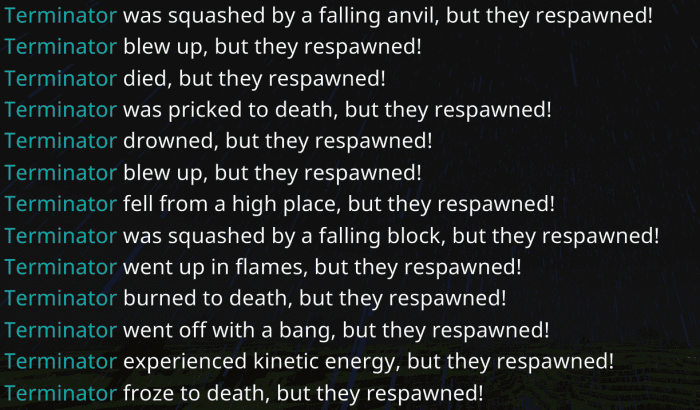 Terminator was squashed by a falling anvil, but they respawned!
Terminator blew up, but they respawned!
Terminator died, but they respawned!
Terminator was pricked to death, but they respawned!
Terminator drowned, but they respawned!
Terminator blew up, but they respawned!
Terminator fell from a high place, but they respawned!
Terminator was squashed by a falling block, but they respawned!
Terminator went up in flames, but they respawned!
Terminator burned to death, but they respawned!
Terminator went off with a bang, but they respawned!
Terminator experienced kinetic energy, but they respawned!
Terminator froze to death, but they respawned!